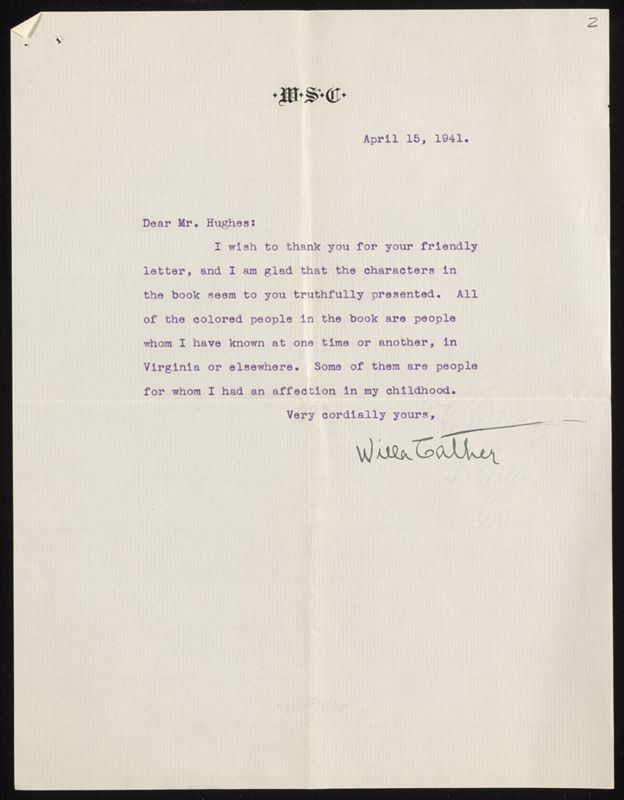 2
·W·S·C·
April 15, 1941.
Dear Mr. Hughes:
I wish to thank you for your friendly
letter, and I am glad that the characters in
the book seem to you truthfully presented. All
of the colored people in the book are people
whom I have known at one time or another, in
Virginia or elsewhere. Some of them are people
for whom I had an affection in my childhood.
Very cordially yours,
Willa Cather